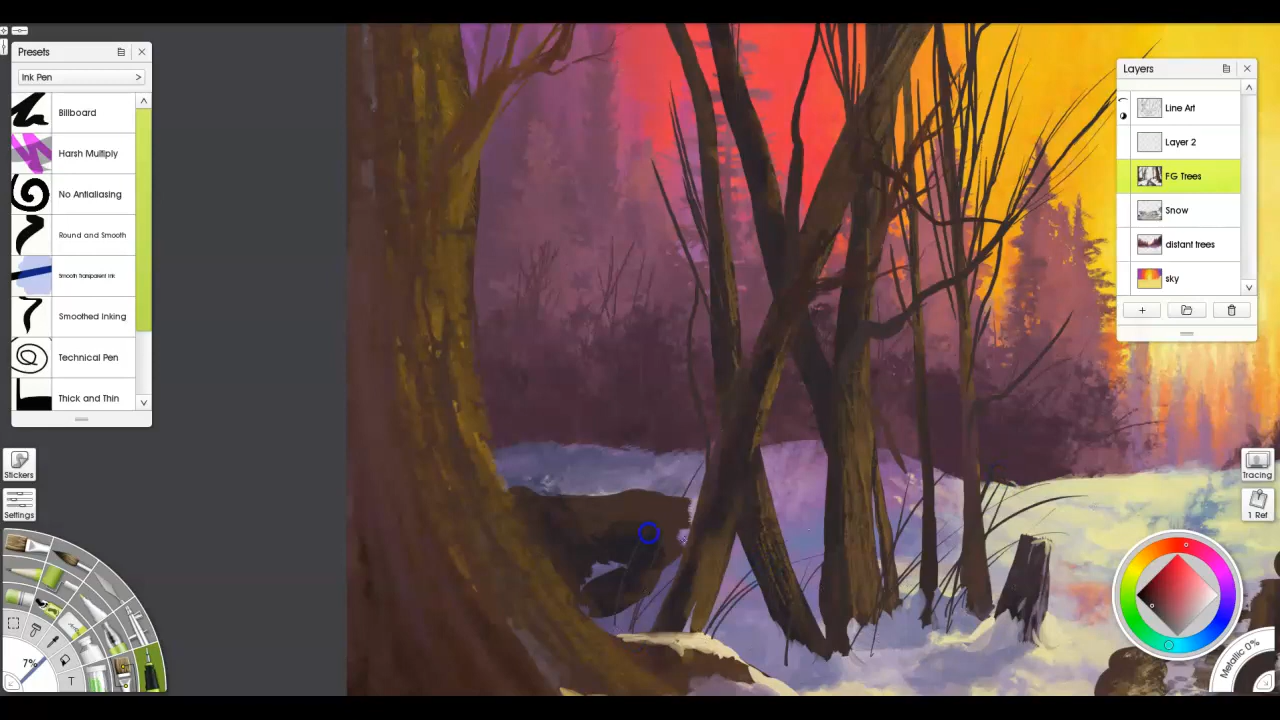 Presets
Ink Pen >
Billboard
Harsh Multiply
No Antialiasing
Round and Smooth
Smooth Transparent Ink
Smoothed Inking
Technical Pen
Thick and Thin
Stickers
Settings
7%
T
Layers
Line Art
Layer 2
FG Trees
Snow
distant trees
sky
Tracing
1 Ref
Metallic 0%